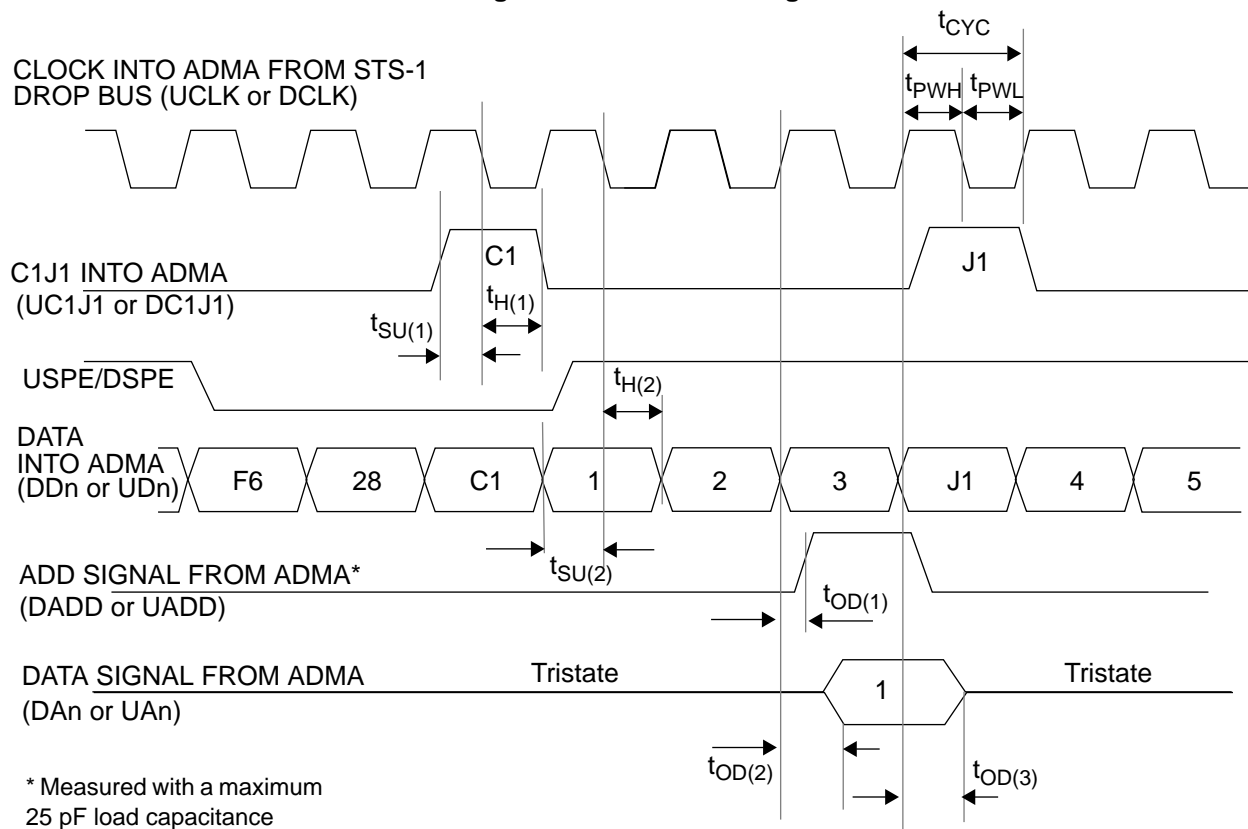 tCYC
CLOCK INTO ADMA FROM STS-1
DROP BUS (UCLK or DCLK)
tPWH tPWL
C1J1 INTO ADMA
(UC1J1 or DC1J1)
C1
J1
tH(1)
tSU(1)
USPE/DSPE
tH(2)
DATA
INTO ADMA
(DDn or UDn)
F6 28 C1 1 2 3 J1 4 5
tSU(2)
ADD SIGNAL FROM ADMA*
(DADD or UADD)
tOD(1)
DATA SIGNAL FROM ADMA
(DAn or UAn)
Tristate 1 Tristate
tOD(2)
tOD(3)
* Measured with a maximum
25 pF load capacitance